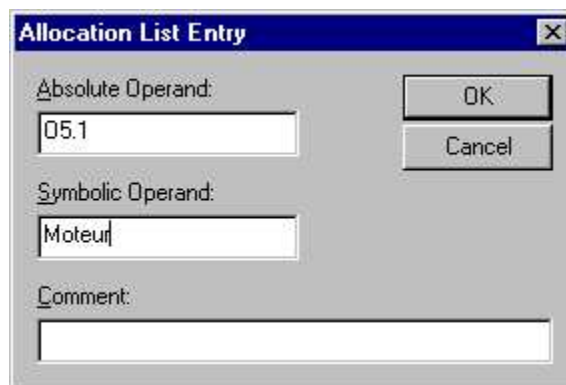 Allocation List Entry
Absolute Operand:
OK
O5.1
Cancel
Symbolic Operand:
Moteur
Comment: